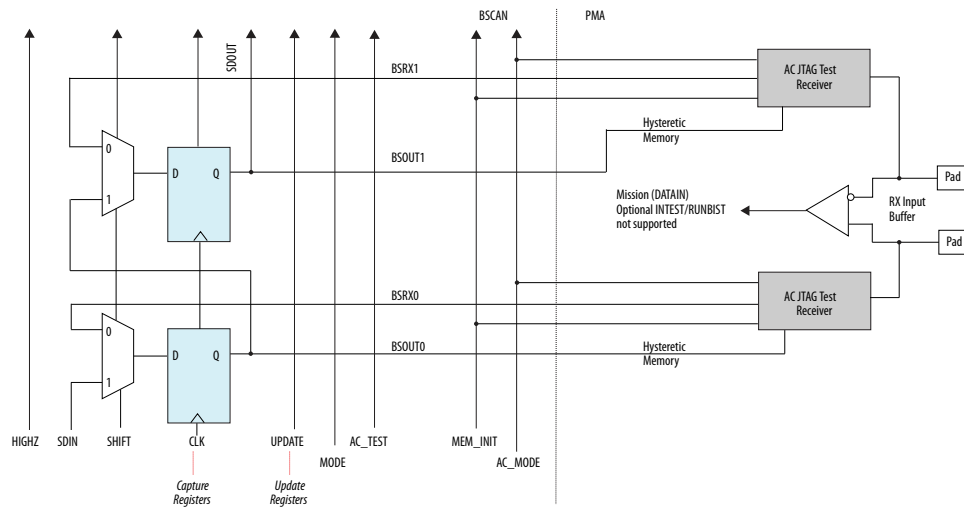 BSCAN
PMA
SDOUT
BSRX1
AC JTAG Test
Receiver
0
Hysteretic
Memory
D
Q
BSOUT1
1
Mission (DATAIN)
Optional INTEST/RUNBIST
not supported
RX Input
Buffer
Pad
Pad
BSRX0
AC JTAG Test
Receiver
0
D
Q
BSOUT0
Hysteretic
Memory
1
HIGHZ
SDIN
SHIFT
CLK
UPDATE
MODE
AC_TEST
MEM_INIT
AC_MODE
Capture
Registers
Update
Registers